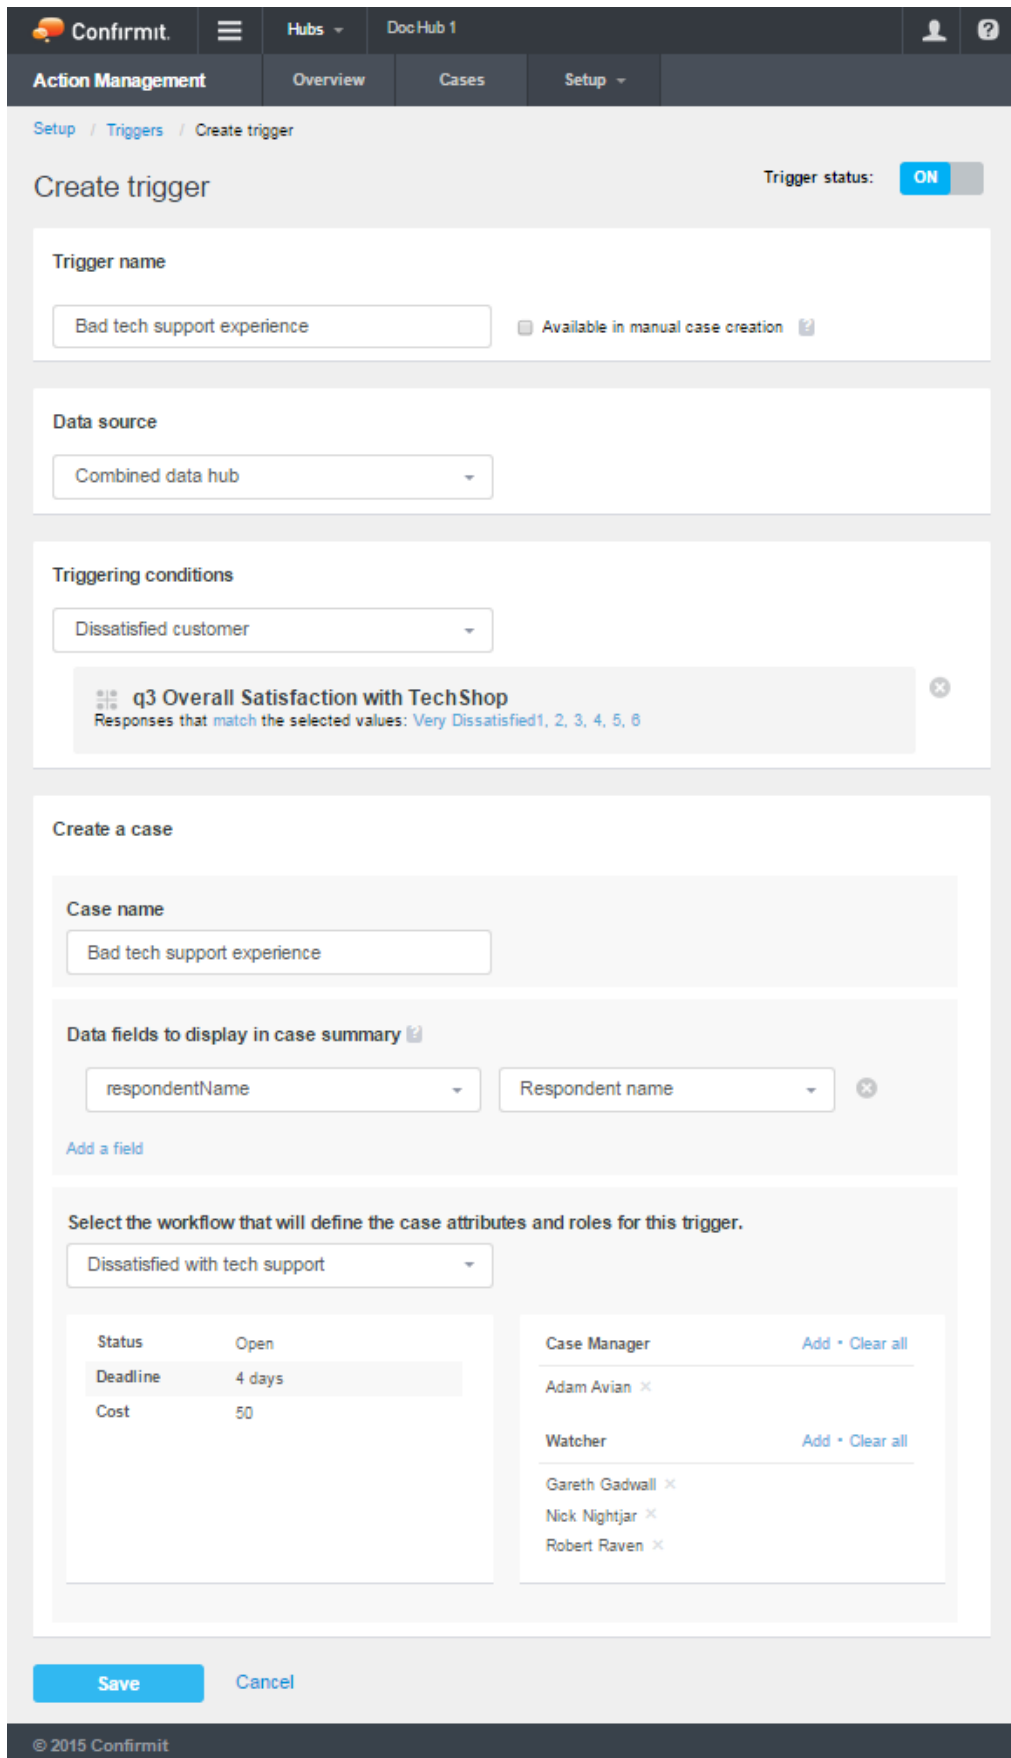 Confirmit. Hubs Doc Hub 1
Action Management Overview Cases Setup
Setup / Triggers / Create trigger
Create trigger
Trigger status: ON
Trigger name
Bad tech support experience
Available in manual case creation ?
Data source
Combined data hub
Triggering conditions
Dissatisfied customer
q3 Overall Satisfaction with TechShop
Responses that match the selected values: Very Dissatisfied1, 2, 3, 4, 5, 6
Create a case
Case name
Bad tech support experience
Data fields to display in case summary ?
respondentName Respondent name
Add a field
Select the workflow that will define the case attributes and roles for this trigger.
Dissatisfied with tech support
Status Open
Deadline 4 days
Cost 50
Case Manager Add • Clear all
Adam Avian ×
Watcher Add • Clear all
Gareth Gadwall ×
Nick Nightjar ×
Robert Raven ×
Save Cancel
© 2015 Confirmit